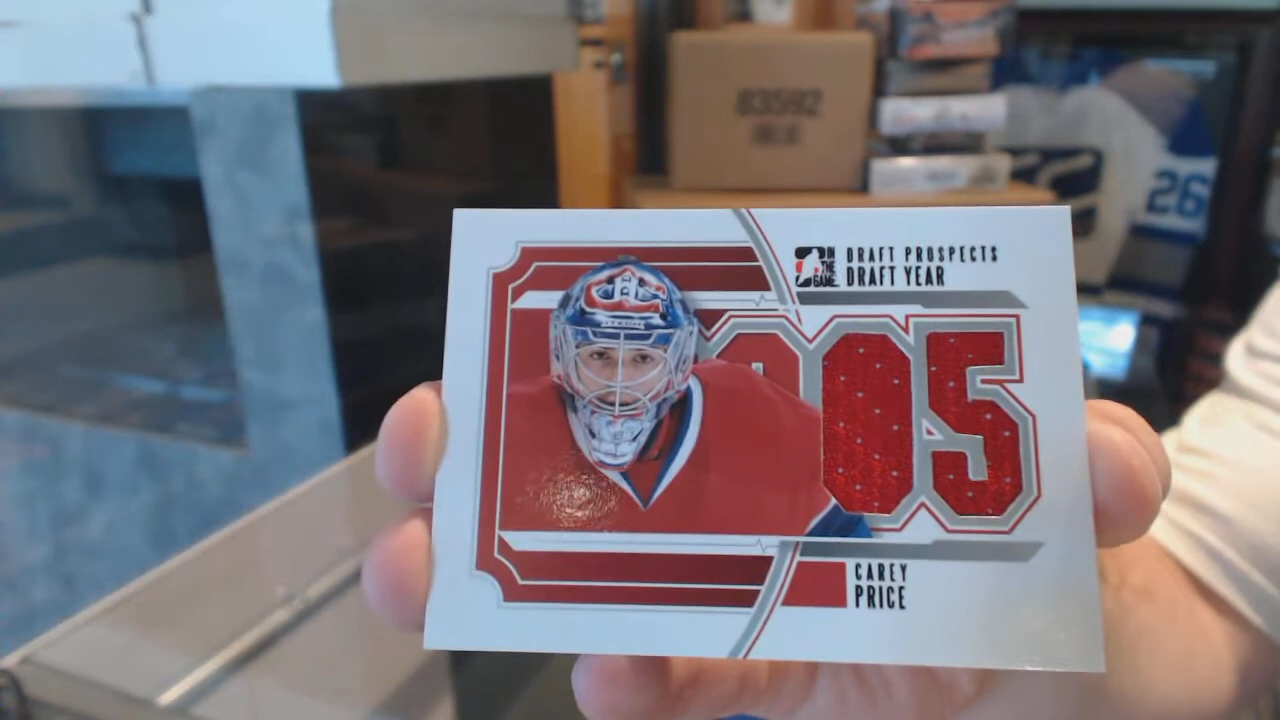 83592
26
IN
THE
GAME
DRAFT PROSPECTS
DRAFT YEAR
05
CAREY
PRICE